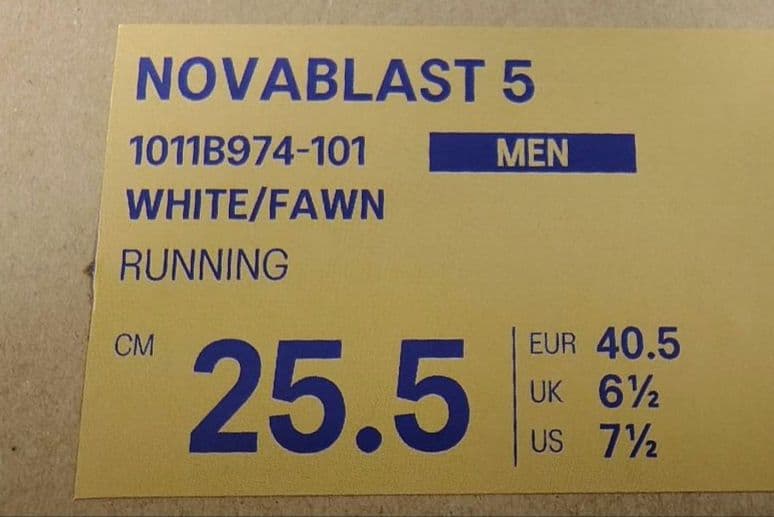 NOVABLAST 5
1011B974-101 MEN
WHITE/FAWN
RUNNING
CM 25.5
EUR 40.5
UK 6½
US 7½